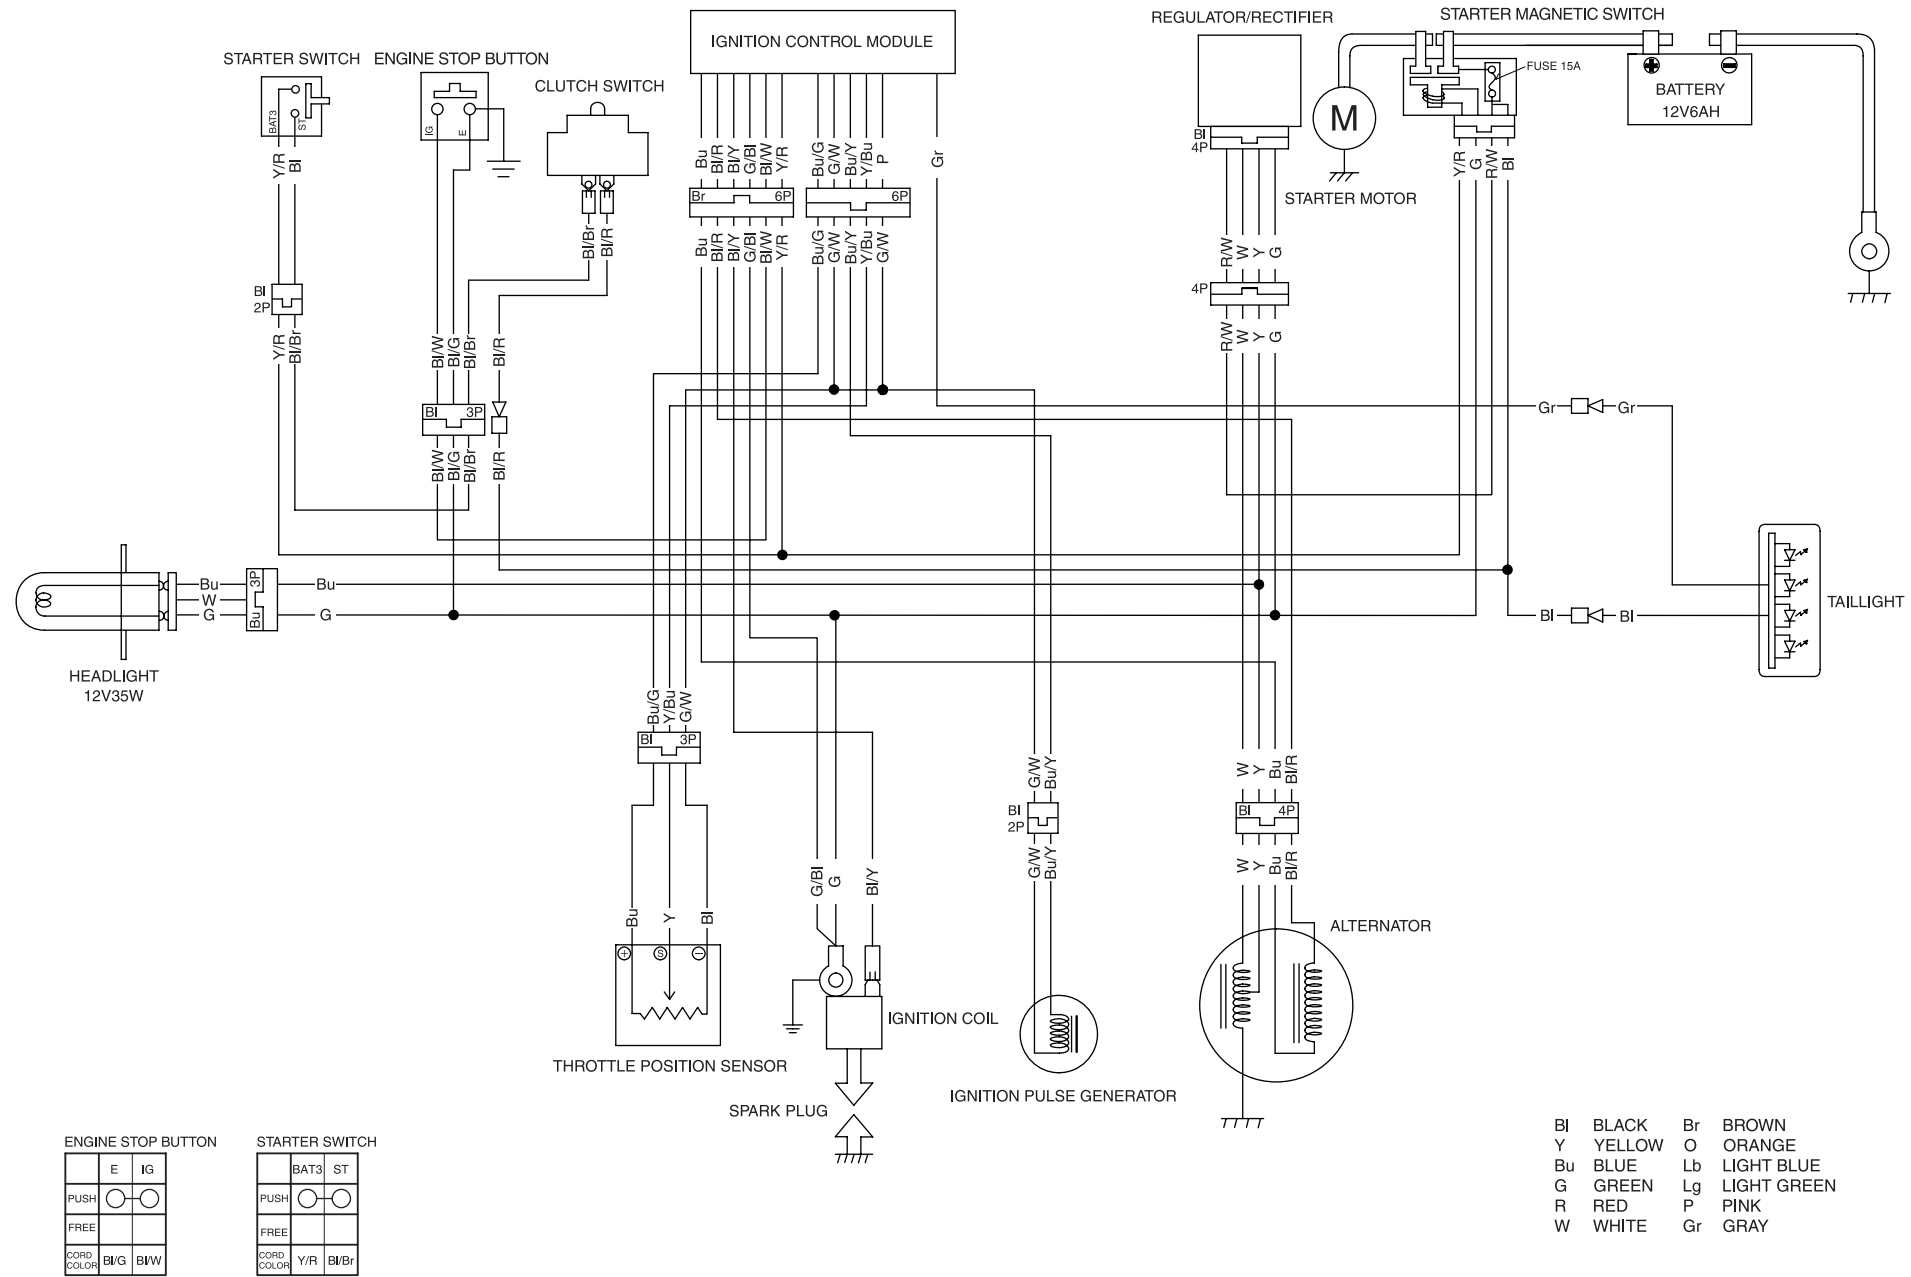 REGULATOR/RECTIFIER
STARTER MAGNETIC SWITCH
IGNITION CONTROL MODULE
STARTER SWITCH
ENGINE STOP BUTTON
CLUTCH SWITCH
FUSE 15A
BATTERY
12V6AH
M
STARTER MOTOR
BAT3
ST
IG
E
Y/R
Bl
Bl
4P
Bu
Bl/R
Bl/Y
G/Bl
Bl/W
Y/R
Bu/G
G/W
Bu/Y
Y/Bu
P
Gr
Y/R
G
R/W
Bl
Br
6P
6P
Bl/Br
Bl/R
Bu
Bl/R
Bl/Y
G/Bl
Bl/W
Y/R
Bu/G
G/W
Bu/Y
Y/Bu
G/W
R/W
W
Y
G
Bl
2P
4P
Y/R
Bl/Br
Bl/W
Bl/G
Bl/Br
Bl/R
R/W
W
Y
G
Bl
3P
Gr
Gr
Bl/W
Bl/G
Bl/Br
Bl/R
Bu
W
G
3P
Bu
Bu
G
Bl
Bl
TAILLIGHT
HEADLIGHT
12V35W
Bu/G
Y/Bu
G/W
Bl
3P
G/W
Bu/Y
W
Y
Bu
Bl/R
Bl
2P
Bl
4P
G/Bl
G
Bl/Y
G/W
Bu/Y
W
Y
Bu
Bl/R
Bu
Y
Bl
S
ALTERNATOR
IGNITION COIL
THROTTLE POSITION SENSOR
IGNITION PULSE GENERATOR
SPARK PLUG
ENGINE STOP BUTTON
E IG
PUSH
FREE
CORD
COLOR Bl/G Bl/W
STARTER SWITCH
BAT3 ST
PUSH
FREE
CORD
COLOR Y/R Bl/Br
Bl BLACK Br BROWN
Y YELLOW O ORANGE
Bu BLUE Lb LIGHT BLUE
G GREEN Lg LIGHT GREEN
R RED P PINK
W WHITE Gr GRAY